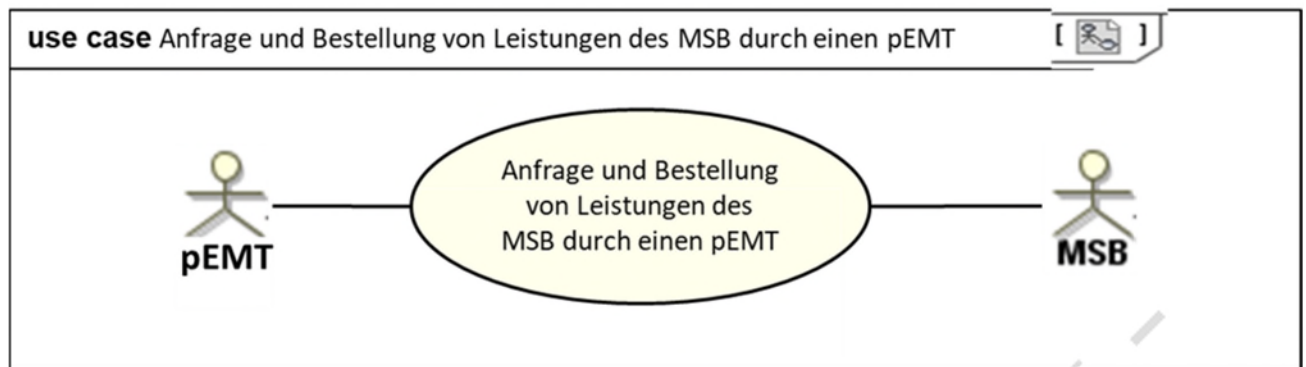 use case Anfrage und Bestellung von Leistungen des MSB durch einen pEMT [ ]
Anfrage und Bestellung
von Leistungen des
MSB durch einen pEMT
pEMT
MSB